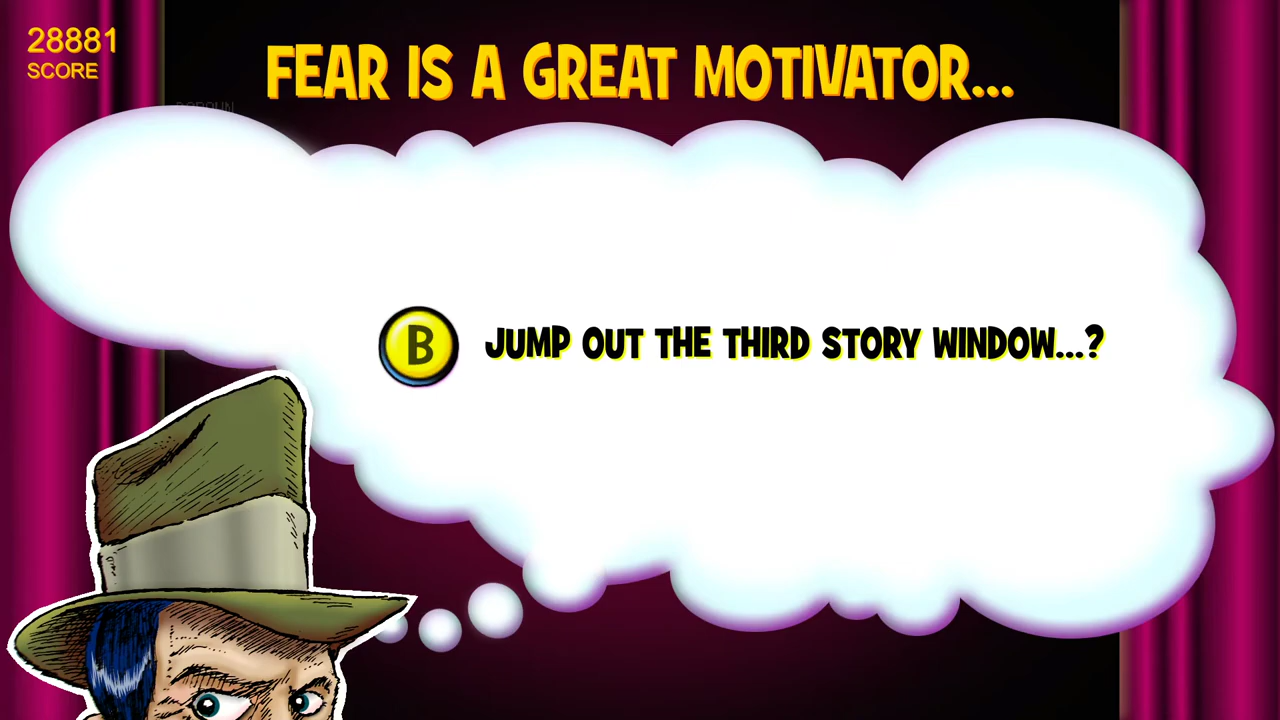 28881
SCORE
FEAR IS A GREAT MOTIVATOR...
B JUMP OUT THE THIRD STORY WINDOW...?